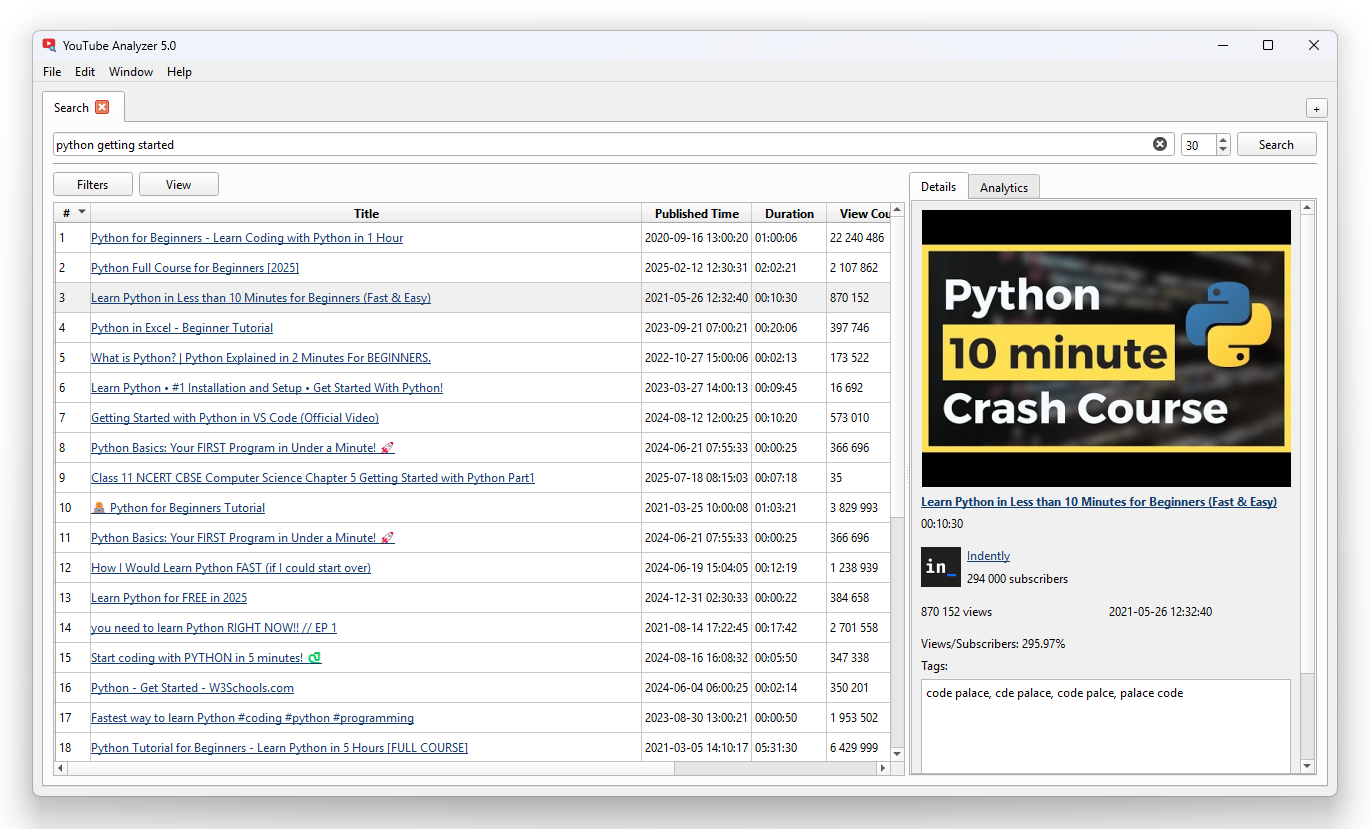 YouTube Analyzer 5.0
File Edit Window Help
Search
+
python getting started 30 Search
Filters View
# Title Published Time Duration View Cou
1 Python for Beginners - Learn Coding with Python in 1 Hour 2020-09-16 13:00:20 01:00:06 22 240 486
2 Python Full Course for Beginners [2025] 2025-02-12 12:30:31 02:02:21 2 107 862
3 Learn Python in Less than 10 Minutes for Beginners (Fast & Easy) 2021-05-26 12:32:40 00:10:30 870 152
4 Python in Excel - Beginner Tutorial 2023-09-21 07:00:21 00:20:06 397 746
5 What is Python? | Python Explained in 2 Minutes For BEGINNERS. 2022-10-27 15:00:06 00:02:13 173 522
6 Learn Python • #1 Installation and Setup • Get Started With Python! 2023-03-27 14:00:13 00:09:45 16 692
7 Getting Started with Python in VS Code (Official Video) 2024-08-12 12:00:25 00:10:20 573 010
8 Python Basics: Your FIRST Program in Under a Minute! 🚀 2024-06-21 07:55:33 00:00:25 366 696
9 Class 11 NCERT CBSE Computer Science Chapter 5 Getting Started with Python Part1 2025-07-18 08:15:03 00:07:18 35
10 Python for Beginners Tutorial 2021-03-25 10:00:08 01:03:21 3 829 993
11 Python Basics: Your FIRST Program in Under a Minute! 🚀 2024-06-21 07:55:33 00:00:25 366 696
12 How I Would Learn Python FAST (if I could start over) 2024-06-19 15:04:05 00:12:19 1 238 939
13 Learn Python for FREE in 2025 2024-12-31 02:30:33 00:00:22 384 658
14 you need to learn Python RIGHT NOW!! // EP 1 2021-08-14 17:22:45 00:17:42 2 701 558
15 Start coding with PYTHON in 5 minutes! 2024-08-16 16:08:32 00:05:50 347 338
16 Python - Get Started - W3Schools.com 2024-06-04 06:00:25 00:02:14 350 201
17 Fastest way to learn Python #coding #python #programming 2023-08-30 13:00:21 00:00:50 1 953 502
18 Python Tutorial for Beginners - Learn Python in 5 Hours [FULL COURSE] 2021-03-05 14:10:17 05:31:30 6 429 999
Details Analytics
Python
10 minute
Crash Course
Learn Python in Less than 10 Minutes for Beginners (Fast & Easy)
00:10:30
in_
Indently
294 000 subscribers
870 152 views 2021-05-26 12:32:40
Views/Subscribers: 295.97%
Tags:
code palace, cde palace, code palce, palace code